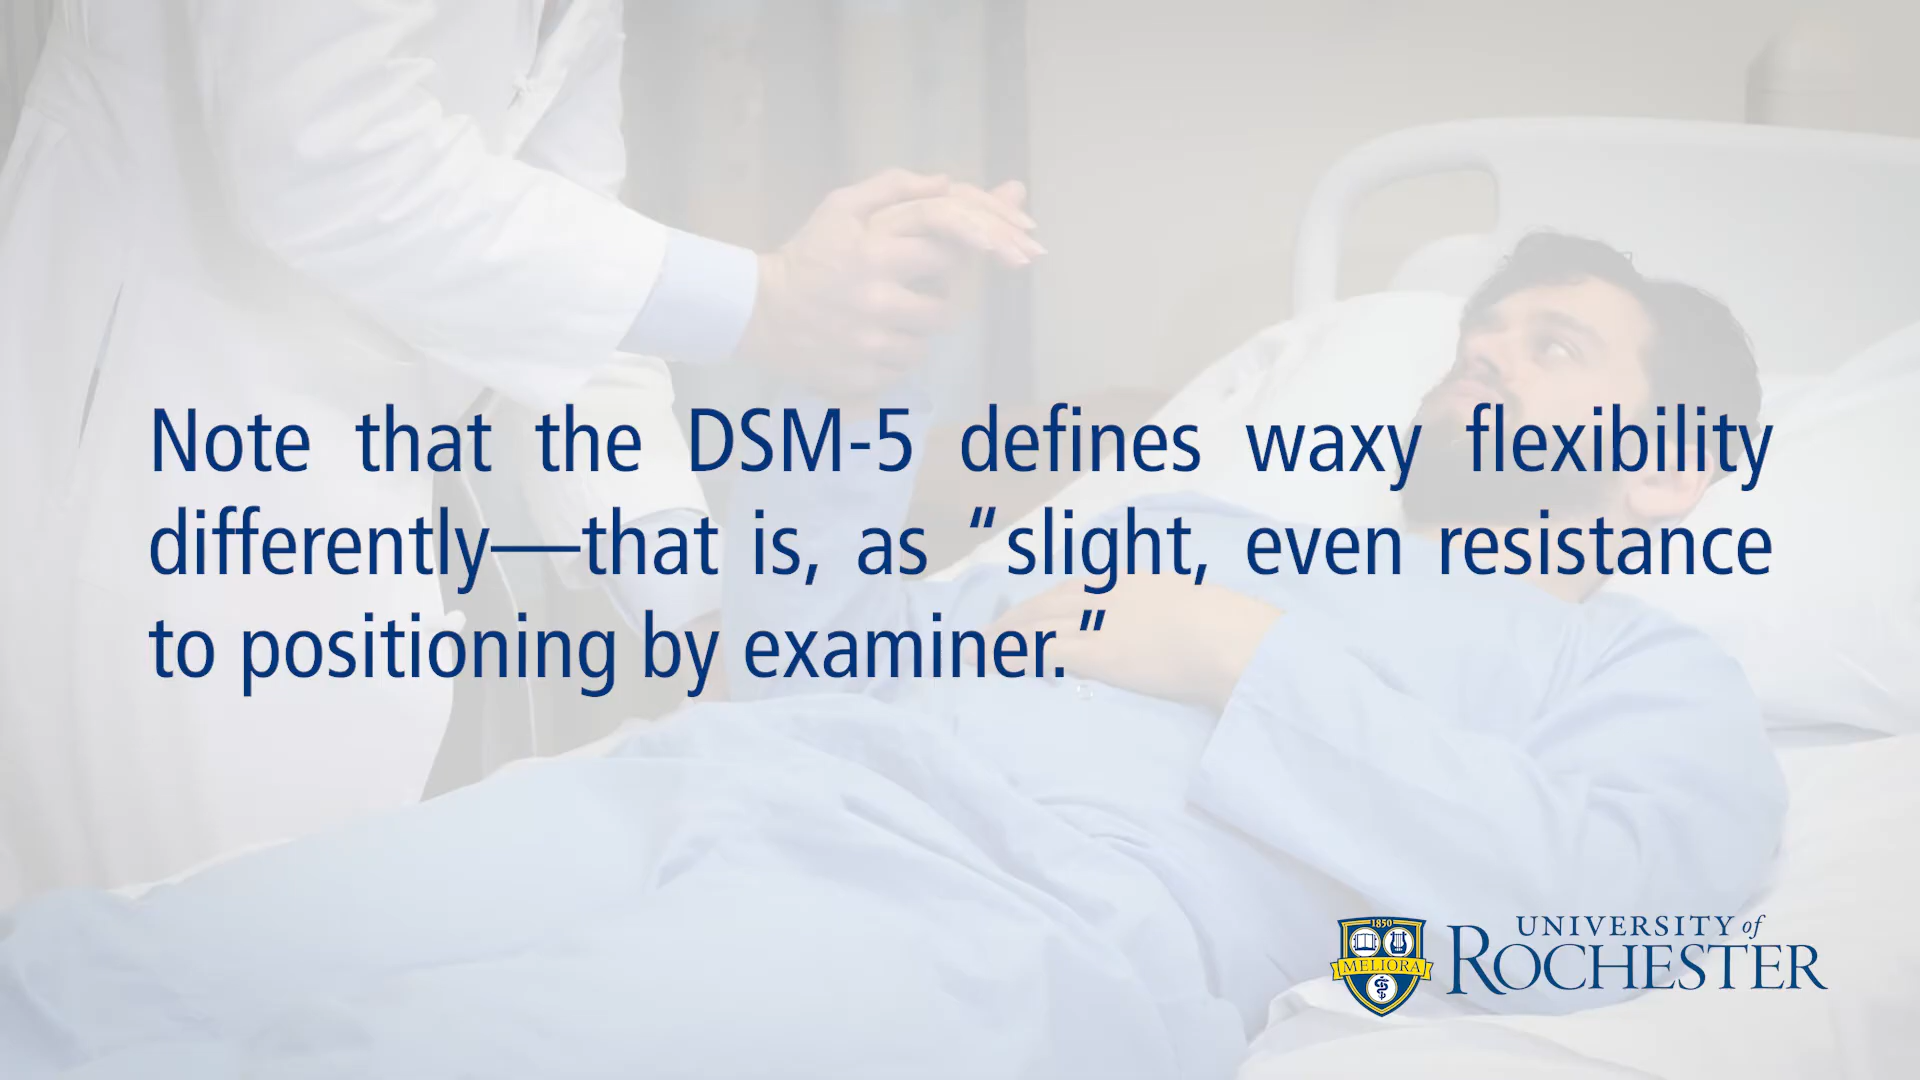 Note that the DSM-5 defines waxy flexibility
differently—that is, as “slight, even resistance
to positioning by examiner.”
1850
MELIORA
UNIVERSITY of
ROCHESTER